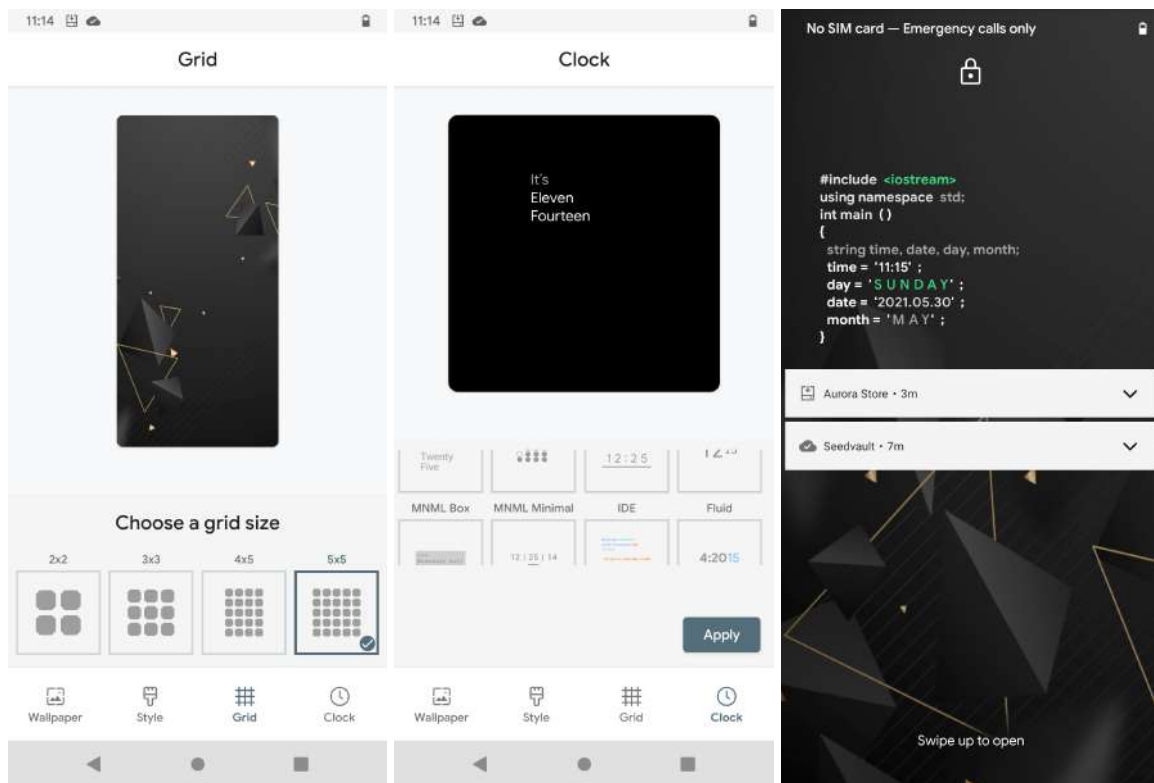 11:14
Grid
Choose a grid size
2x2 3x3 4x5 5x5
Wallpaper Style Grid Clock
11:14
Clock
It's
Eleven
Fourteen
Twenty
Five
12:25
MNML Box MNML Minimal IDE Fluid
12 | 25 | 14
4:2015
Apply
Wallpaper Style Grid Clock
No SIM card — Emergency calls only
#include <iostream>
using namespace std;
int main ()
{
string time, date, day, month;
time = '11:15' ;
day = 'SUNDAY' ;
date = '2021.05.30' ;
month = 'MAY' ;
}
Aurora Store • 3m
Seedvault • 7m
Swipe up to open